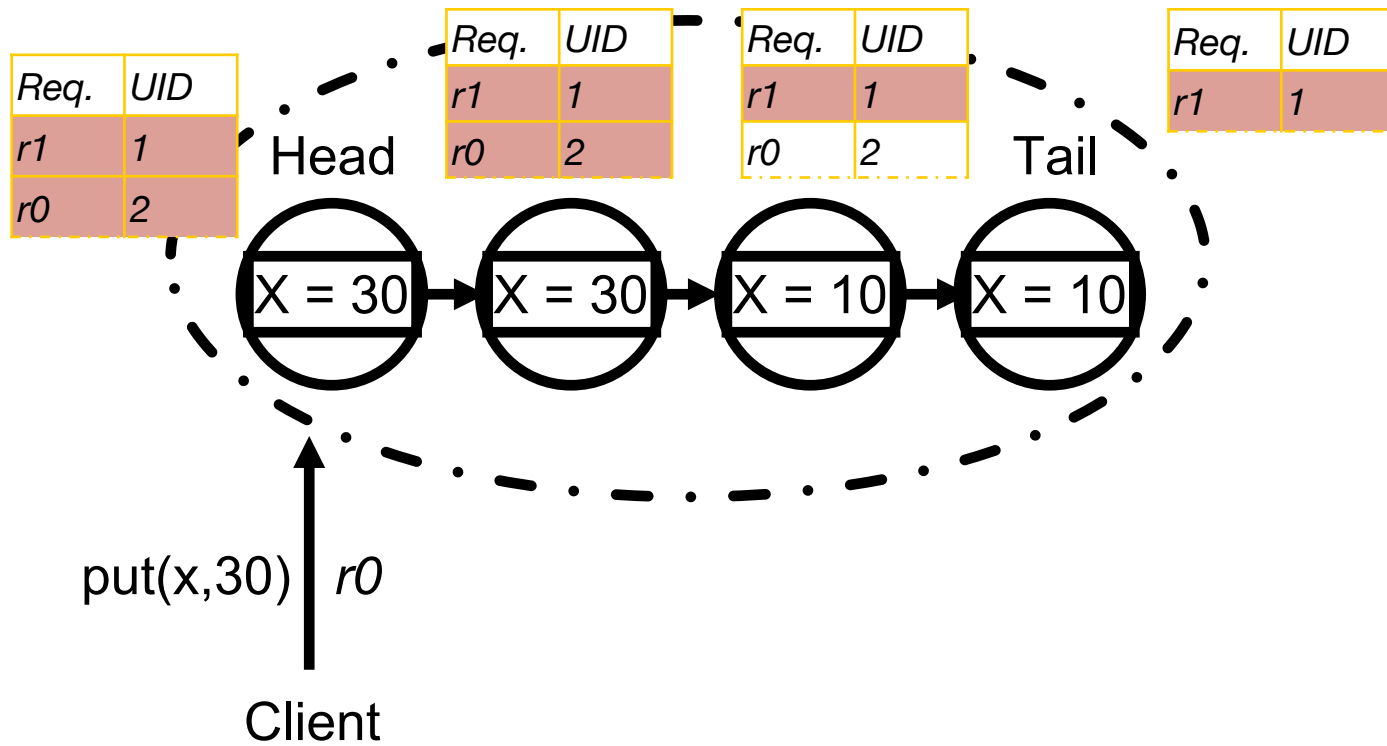 Req. UID
r1 1
r0 2
Req. UID
r1 1
r0 2
Req. UID
r1 1
r0 2
Req. UID
r1 1
Head
Tail
X = 30
X = 30
X = 10
X = 10
put(x,30) r0
Client